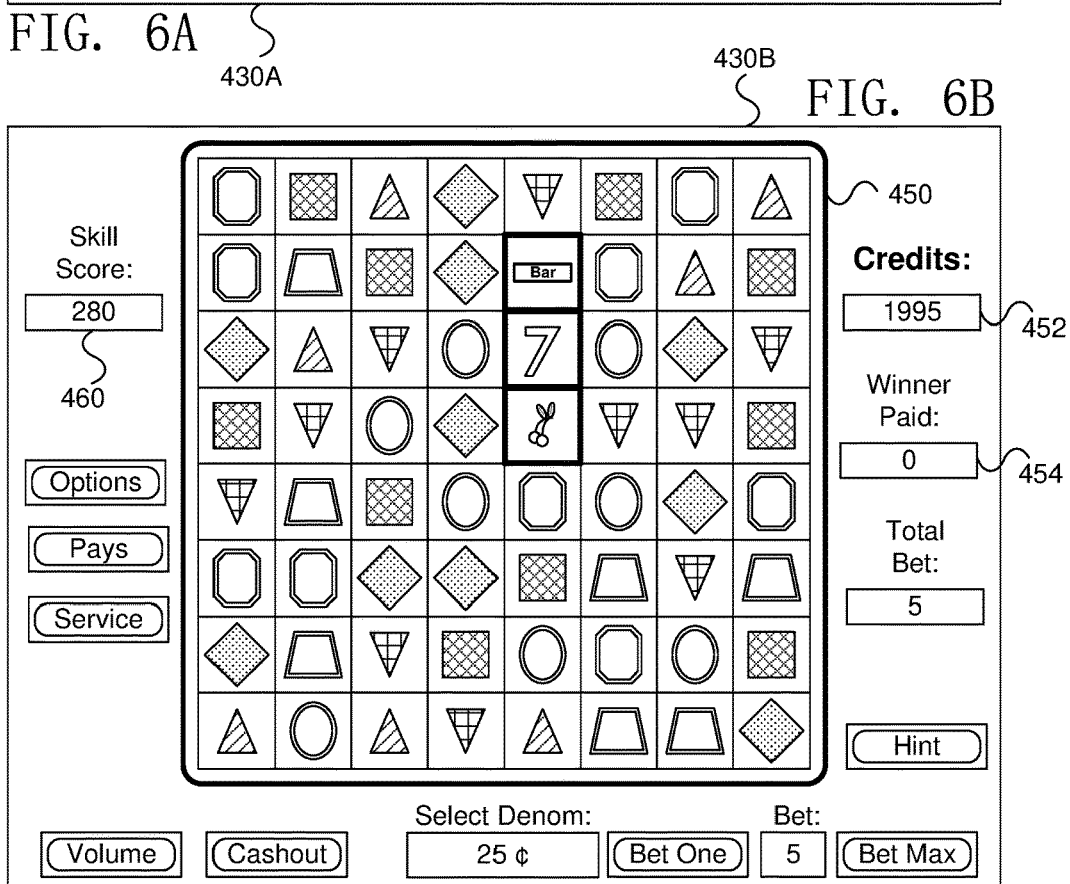 FIG. 6A
430A
430B
FIG. 6B
450
Skill
Score:
280
460
Bar
7
Credits:
1995
452
Winner
Paid:
0
454
Options
Pays
Service
Total
Bet:
5
Hint
Volume
Cashout
Select Denom:
25 ¢
Bet One
Bet:
5
Bet Max